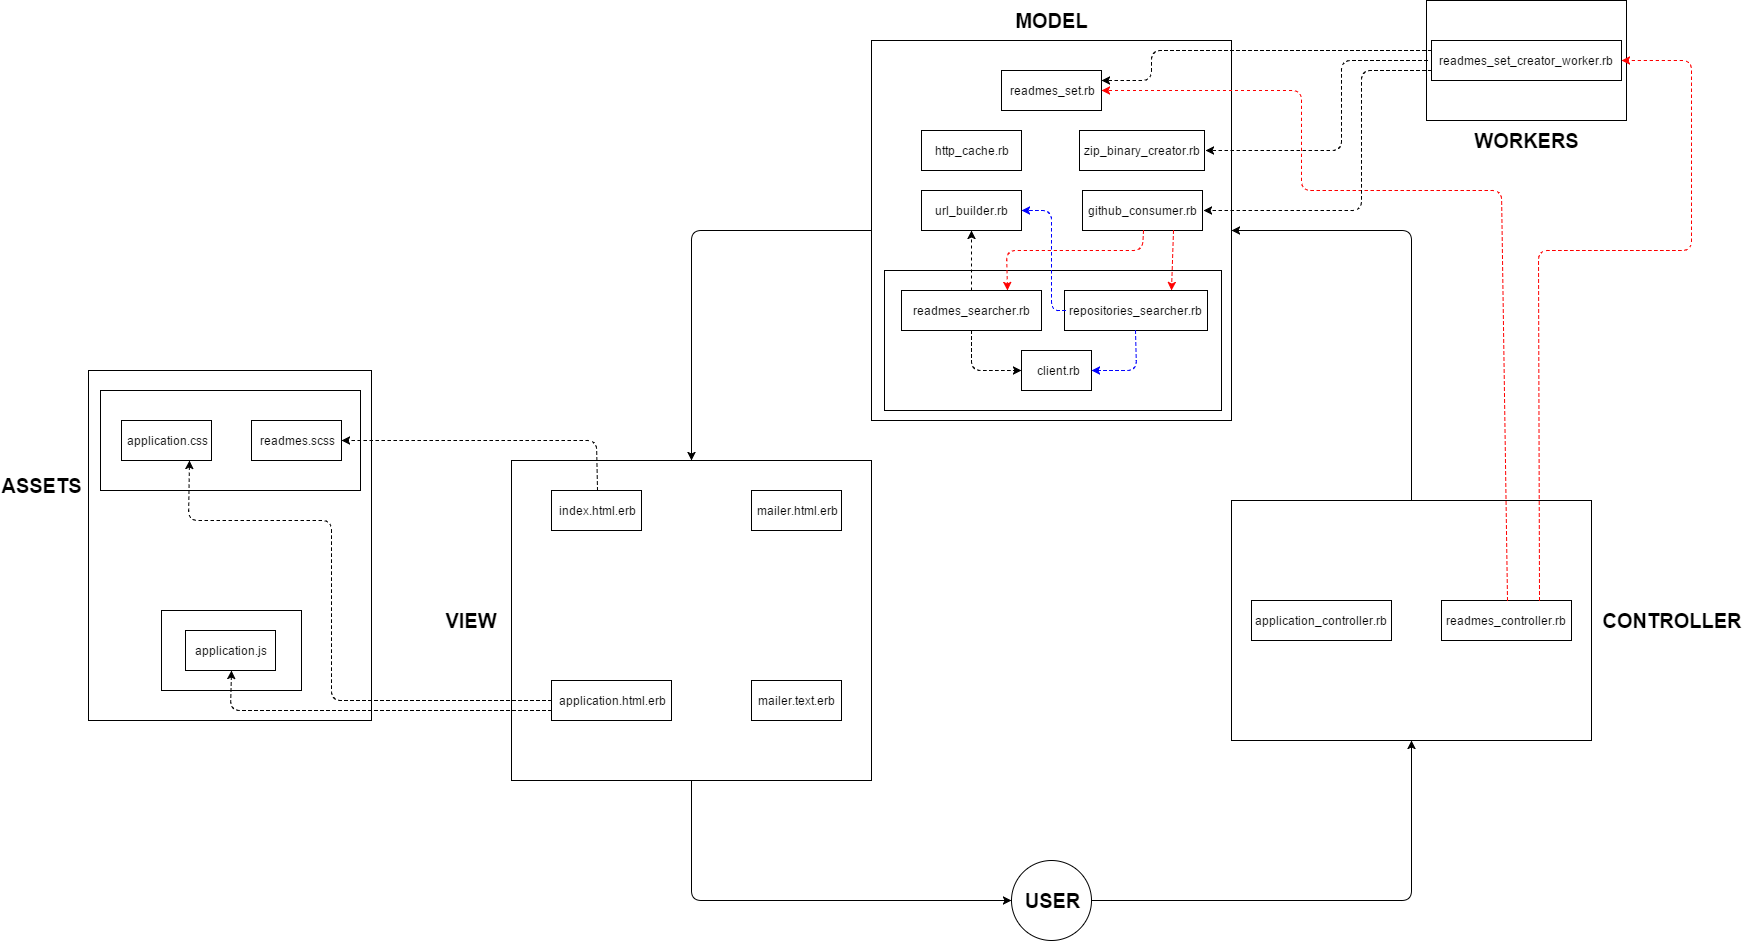 MODEL
readmes_set.rb
http_cache.rb
zip_binary_creator.rb
url_builder.rb
github_consumer.rb
readmes_searcher.rb
repositories_searcher.rb
client.rb
readmes_set_creator_worker.rb
WORKERS
ASSETS
application.css
readmes.scss
application.js
VIEW
index.html.erb
mailer.html.erb
application.html.erb
mailer.text.erb
application_controller.rb
readmes_controller.rb
CONTROLLER
USER